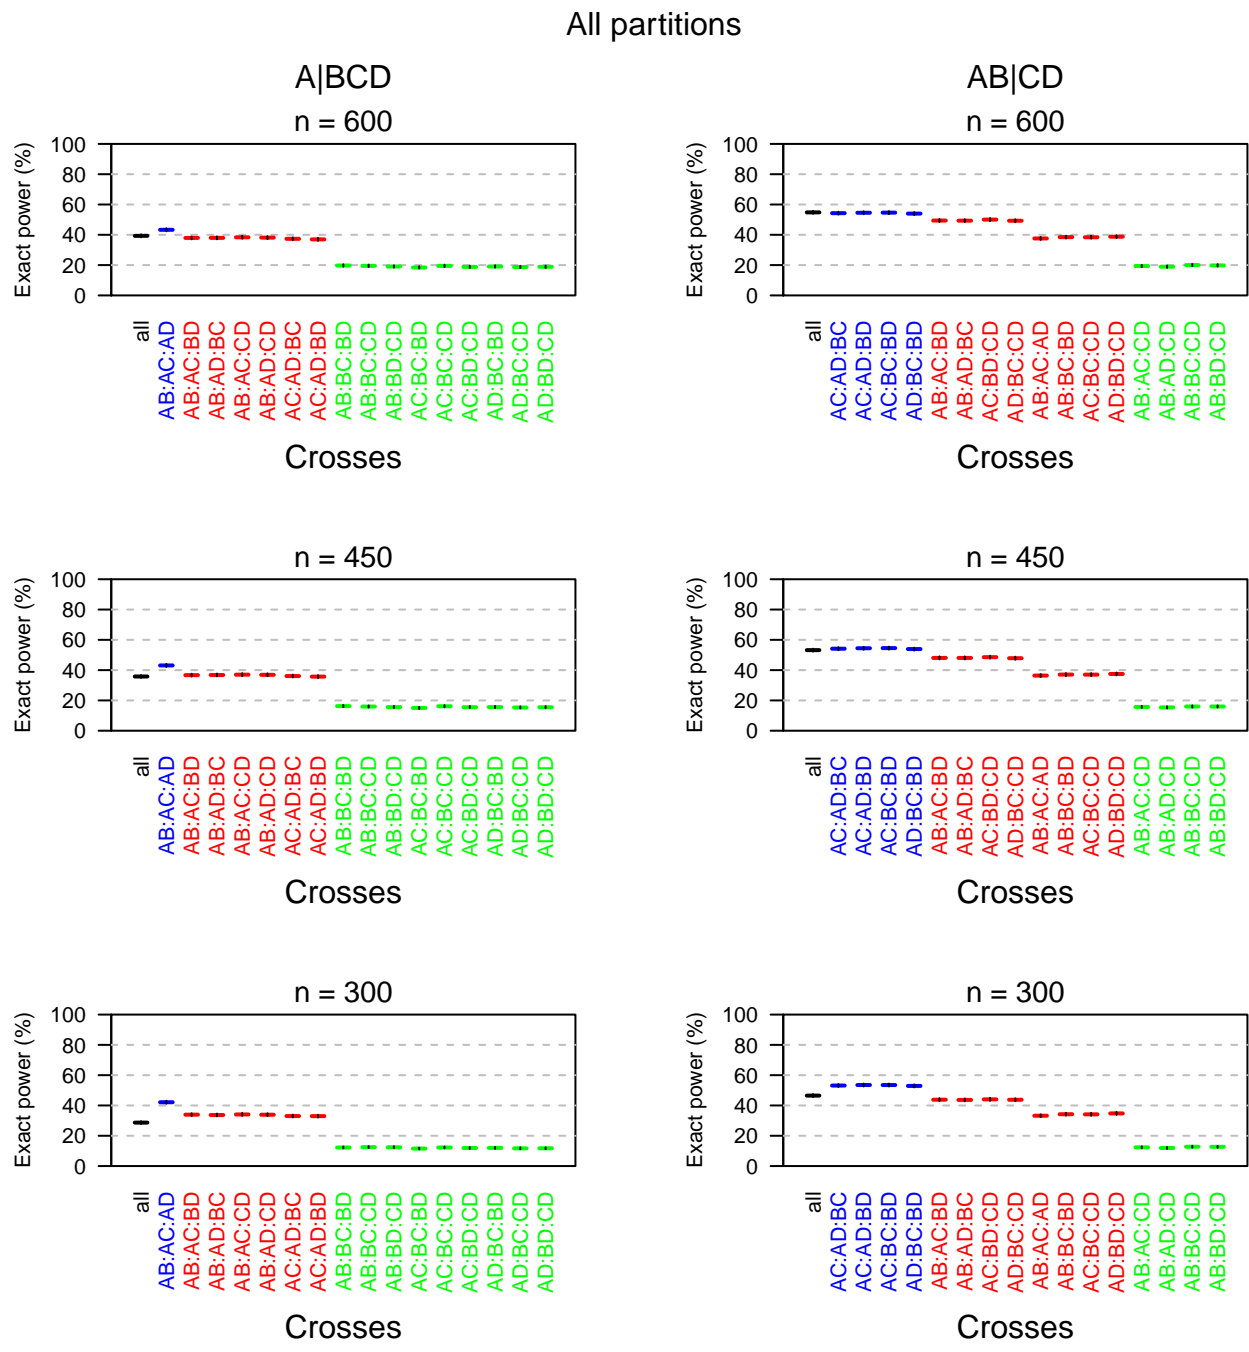 All partitions
A|BCD
n = 600
Exact power (%)
100
80
60
40
20
0
all
AB:AC:AD
AB:AC:BD
AB:AD:BC
AB:AC:CD
AB:AD:CD
AC:AD:BC
AC:AD:BD
AB:BC:BD
AB:BC:CD
AB:BD:CD
AC:BC:BD
AC:BC:CD
AC:BD:CD
AD:BC:BD
AD:BC:CD
AD:BD:CD
Crosses
AB|CD
n = 600
Exact power (%)
100
80
60
40
20
0
all
AC:AD:BC
AC:AD:BD
AC:BC:BD
AD:BC:BD
AB:AC:BD
AB:AD:BC
AC:BD:CD
AD:BC:CD
AB:AC:AD
AB:BC:BD
AC:BC:CD
AD:BD:CD
AB:AC:CD
AB:AD:CD
AB:BC:CD
AB:BD:CD
Crosses
n = 450
Exact power (%)
100
80
60
40
20
0
all
AB:AC:AD
AB:AC:BD
AB:AD:BC
AB:AC:CD
AB:AD:CD
AC:AD:BC
AC:AD:BD
AB:BC:BD
AB:BC:CD
AB:BD:CD
AC:BC:BD
AC:BC:CD
AC:BD:CD
AD:BC:BD
AD:BC:CD
AD:BD:CD
Crosses
n = 450
Exact power (%)
100
80
60
40
20
0
all
AC:AD:BC
AC:AD:BD
AC:BC:BD
AD:BC:BD
AB:AC:BD
AB:AD:BC
AC:BD:CD
AD:BC:CD
AB:AC:AD
AB:BC:BD
AC:BC:CD
AD:BD:CD
AB:AC:CD
AB:AD:CD
AB:BC:CD
AB:BD:CD
Crosses
n = 300
Exact power (%)
100
80
60
40
20
0
all
AB:AC:AD
AB:AC:BD
AB:AD:BC
AB:AC:CD
AB:AD:CD
AC:AD:BC
AC:AD:BD
AB:BC:BD
AB:BC:CD
AB:BD:CD
AC:BC:BD
AC:BC:CD
AC:BD:CD
AD:BC:BD
AD:BC:CD
AD:BD:CD
Crosses
n = 300
Exact power (%)
100
80
60
40
20
0
all
AC:AD:BC
AC:AD:BD
AC:BC:BD
AD:BC:BD
AB:AC:BD
AB:AD:BC
AC:BD:CD
AD:BC:CD
AB:AC:AD
AB:BC:BD
AC:BC:CD
AD:BD:CD
AB:AC:CD
AB:AD:CD
AB:BC:CD
AB:BD:CD
Crosses